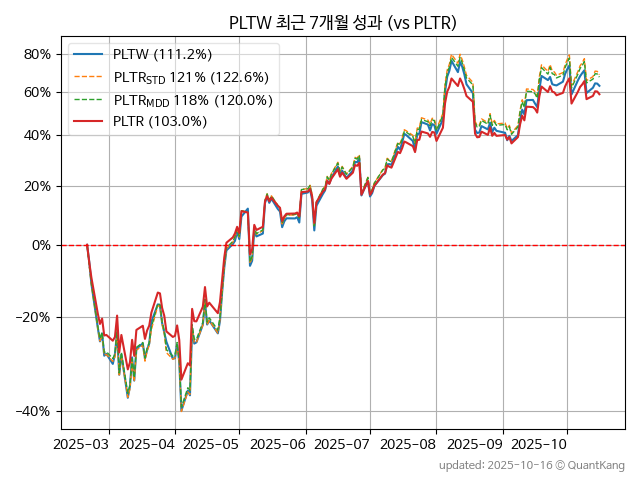 PLTW 최근 7개월 성과 (vs PLTR)
PLTW (111.2%)
PLTRSTD 121% (122.6%)
PLTRMDD 118% (120.0%)
PLTR (103.0%)
80%
60%
40%
20%
0%
−20%
−40%
2025-03 2025-04 2025-05 2025-06 2025-07 2025-08 2025-09 2025-10
updated: 2025-10-16 © QuantKang